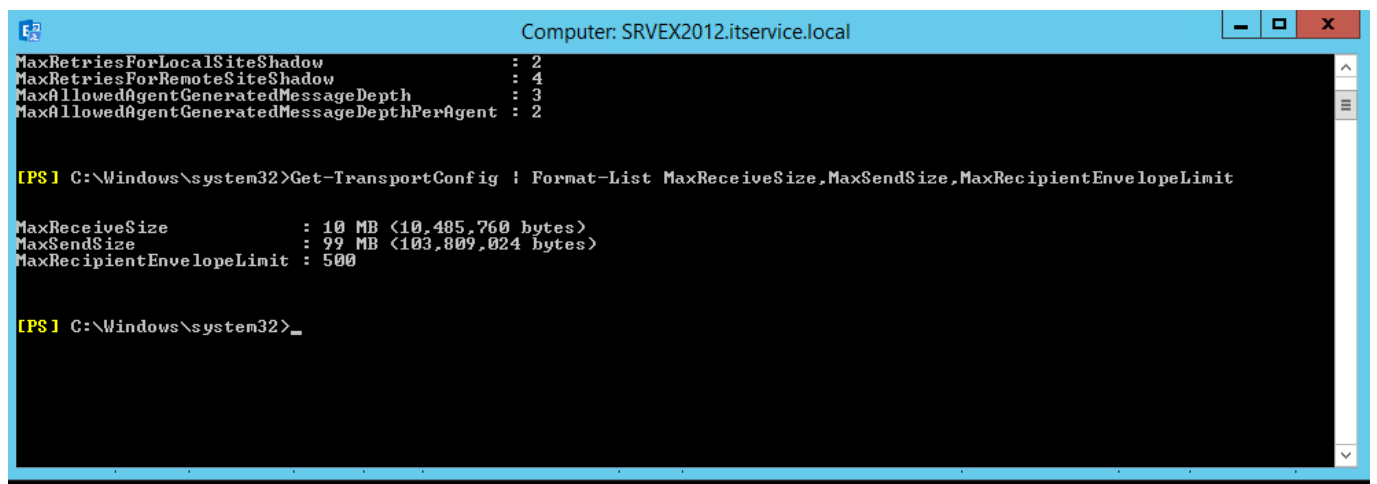 Computer: SRVEX2012.itservice.local
MaxRetriesForLocalSiteShadow : 2
MaxRetriesForRemoteSiteShadow : 4
MaxAllowedAgentGeneratedMessageDepth : 3
MaxAllowedAgentGeneratedMessageDepthPerAgent : 2
[PS] C:\Windows\system32>Get-TransportConfig | Format-List MaxReceiveSize,MaxSendSize,MaxRecipientEnvelopeLimit
MaxReceiveSize : 10 MB (10,485,760 bytes)
MaxSendSize : 99 MB (103,809,024 bytes)
MaxRecipientEnvelopeLimit : 500
[PS] C:\Windows\system32>_